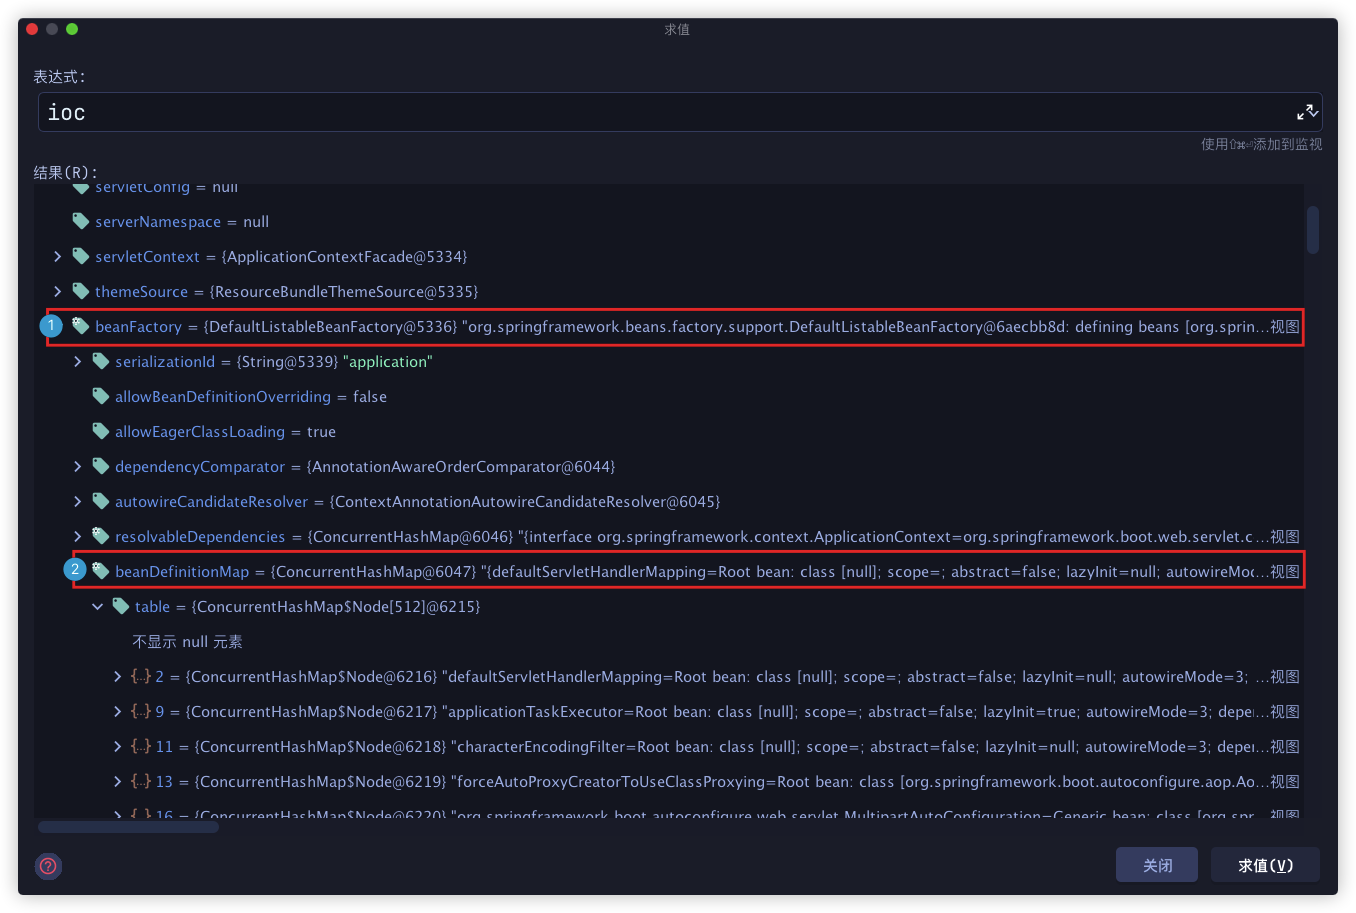 求值
表达式:
ioc
使用⇧⌘⏎添加到监视
结果(R):
servletConfig = null
serverNamespace = null
servletContext = {ApplicationContextFacade@5334}
themeSource = {ResourceBundleThemeSource@5335}
1 beanFactory = {DefaultListableBeanFactory@5336} "org.springframework.beans.factory.support.DefaultListableBeanFactory@6aecbb8d: defining beans [org.sprin...视图
serializationId = {String@5339} "application"
allowBeanDefinitionOverriding = false
allowEagerClassLoading = true
dependencyComparator = {AnnotationAwareOrderComparator@6044}
autowireCandidateResolver = {ContextAnnotationAutowireCandidateResolver@6045}
resolvableDependencies = {ConcurrentHashMap@6046} "{interface org.springframework.context.ApplicationContext=org.springframework.boot.web.servlet.c...视图
2 beanDefinitionMap = {ConcurrentHashMap@6047} "{defaultServletHandlerMapping=Root bean: class [null]; scope=; abstract=false; lazyInit=null; autowireMod...视图
table = {ConcurrentHashMap$Node[512]@6215}
不显示 null 元素
{...} 2 = {ConcurrentHashMap$Node@6216} "defaultServletHandlerMapping=Root bean: class [null]; scope=; abstract=false; lazyInit=null; autowireMode=3; ...视图
{...} 9 = {ConcurrentHashMap$Node@6217} "applicationTaskExecutor=Root bean: class [null]; scope=; abstract=false; lazyInit=true; autowireMode=3; depe...视图
{...} 11 = {ConcurrentHashMap$Node@6218} "characterEncodingFilter=Root bean: class [null]; scope=; abstract=false; lazyInit=null; autowireMode=3; depe...视图
{...} 13 = {ConcurrentHashMap$Node@6219} "forceAutoProxyCreatorToUseClassProxying=Root bean: class [org.springframework.boot.autoconfigure.aop.Ao...视图
{...} 16 = {ConcurrentHashMap$Node@6220} "org.springframework.boot.autoconfigure.web.servlet.MultipartAutoConfiguration=Generic bean: class [org.spr...视图
关闭
求值(V)